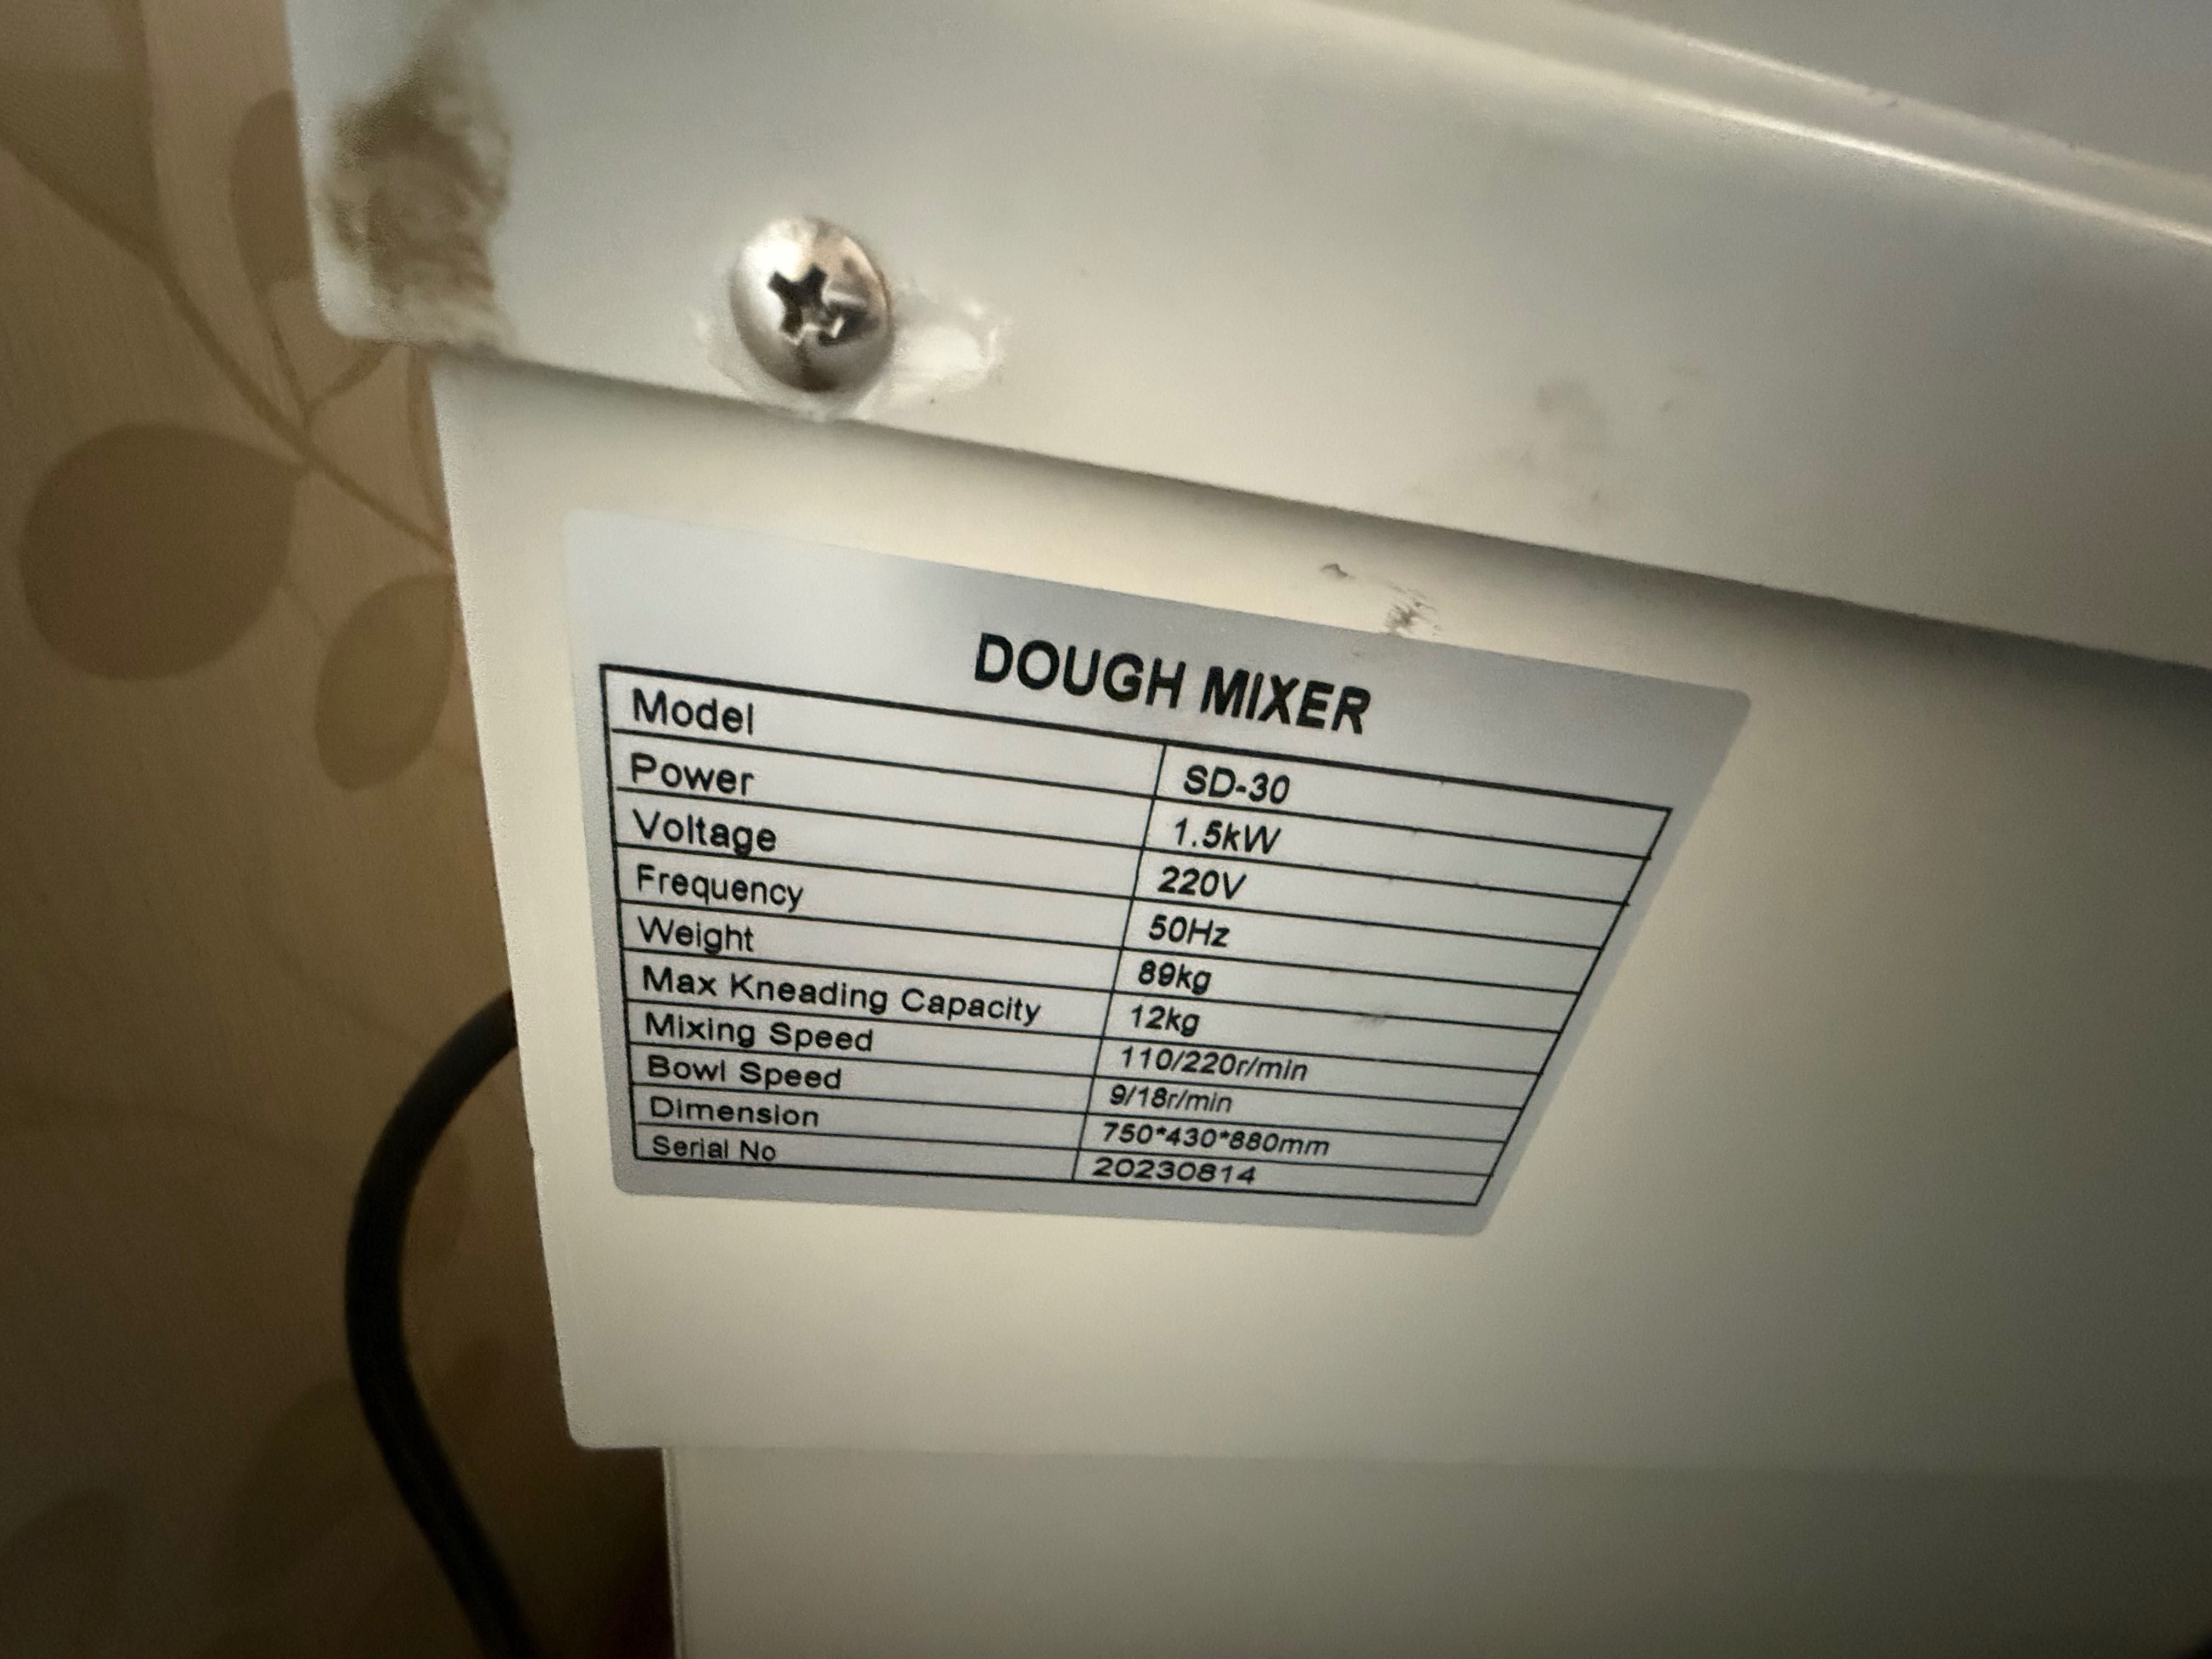 DOUGH MIXER
Model SD-30
Power 1.5kW
Voltage 220V
Frequency 50Hz
Weight 89kg
Max Kneading Capacity 12kg
Mixing Speed 110/220r/min
Bowl Speed 9/18r/min
Dimension 750*430*880mm
Serial No 20230814